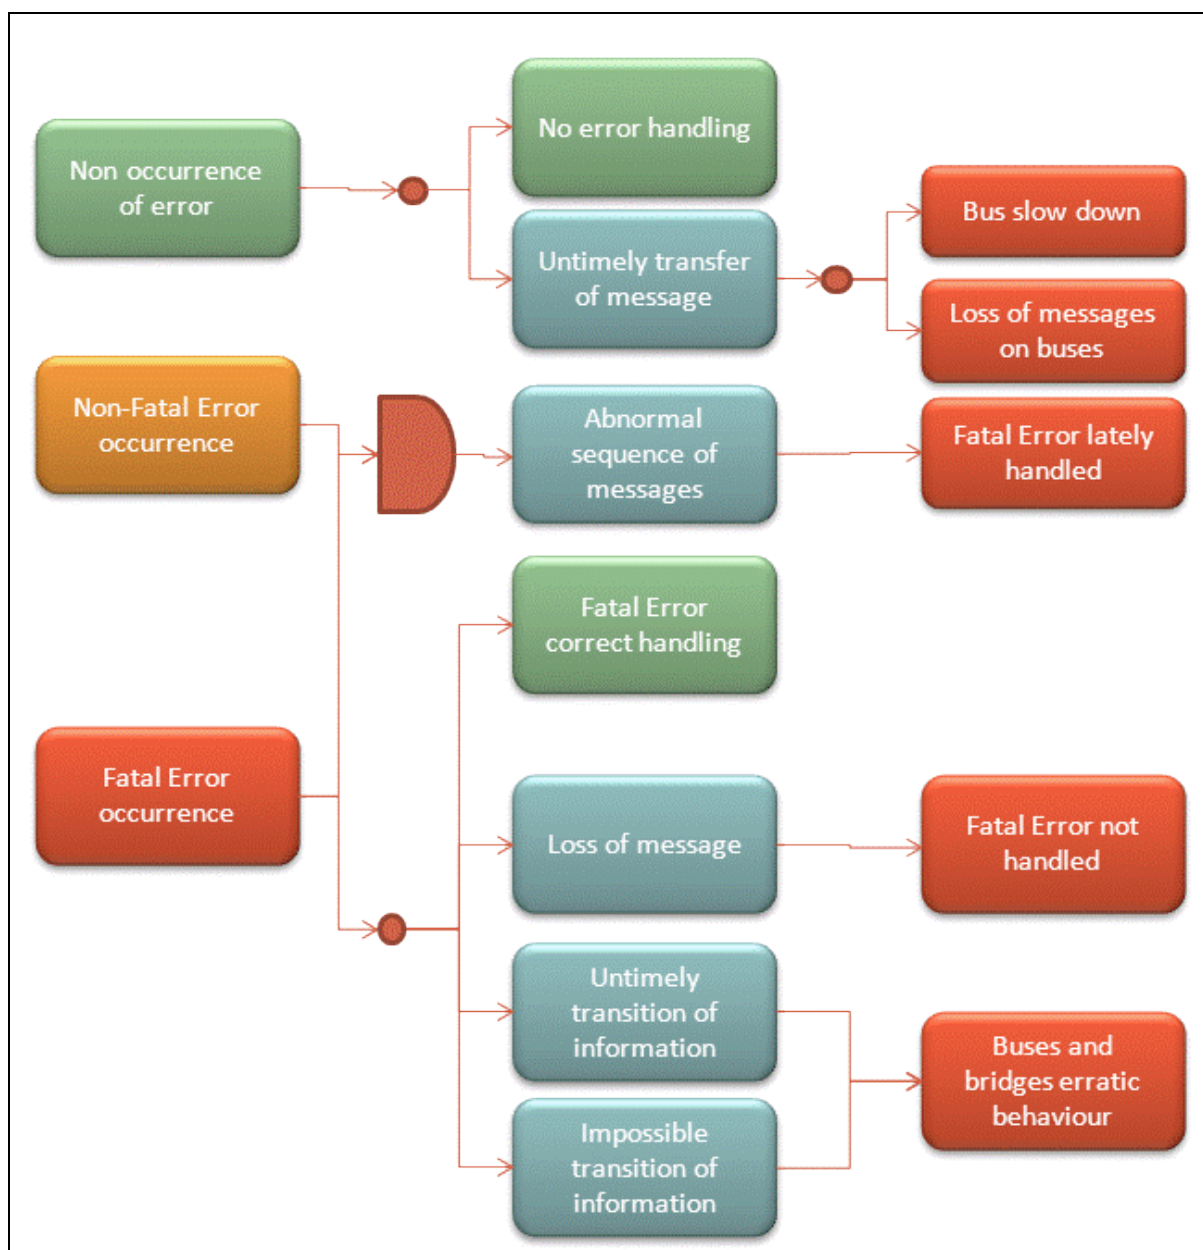 Non occurrence
of error
No error handling
Untimely transfer
of message
Bus slow down
Loss of messages
on buses
Non-Fatal Error
occurrence
Abnormal
sequence of
messages
Fatal Error lately
handled
Fatal Error
correct handling
Fatal Error
occurrence
Loss of message
Fatal Error not
handled
Untimely
transition of
information
Impossible
transition of
information
Buses and
bridges erratic
behaviour